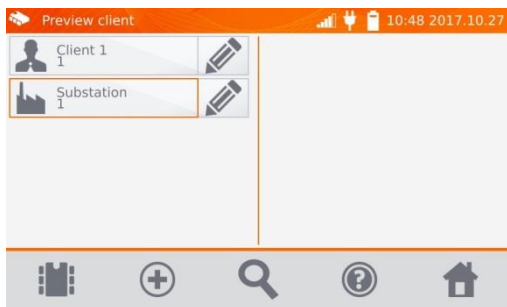 Preview client
10:48 2017.10.27
Client 1
1
Substation
1
?